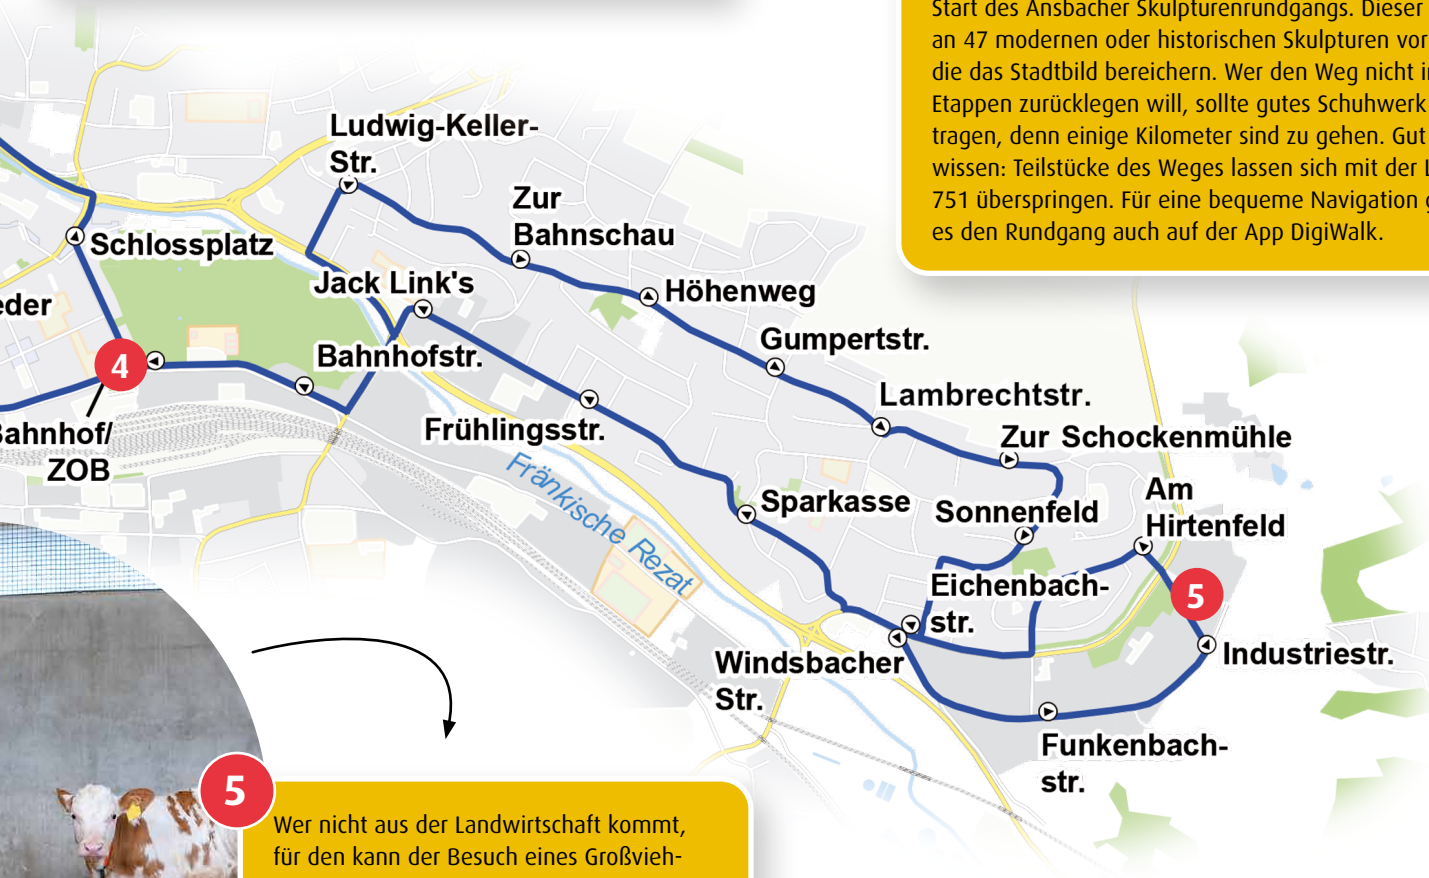 Start des Ansbacher Skulpturenrundgangs. Dieser
an 47 modernen oder historischen Skulpturen vor
die das Stadtbild bereichern. Wer den Weg nicht
Etappen zurücklegen will, sollte gutes Schuhwerk
tragen, denn einige Kilometer sind zu gehen. Gut
wissen: Teilstücke des Weges lassen sich mit der
751 überspringen. Für eine bequeme Navigation
es den Rundgang auch auf der App DigiWalk.
Ludwig-Keller-
Str.
Zur
Bahnschau
Schlossplatz
Jack Link's
Höhenweg
eder
Gumpertstr.
4
Bahnhofstr.
Lambrechtstr.
Frühlingsstr.
Zur Schockenmühle
Bahnhof/
ZOB
Fränkische Rezat
Sparkasse
Sonnenfeld
Am
Hirtenfeld
Eichenbach-
str.
5
Windsbacher
Str.
Industriestr.
Funkenbach-
str.
5
Wer nicht aus der Landwirtschaft kommt,
für den kann der Besuch eines Großvieh-